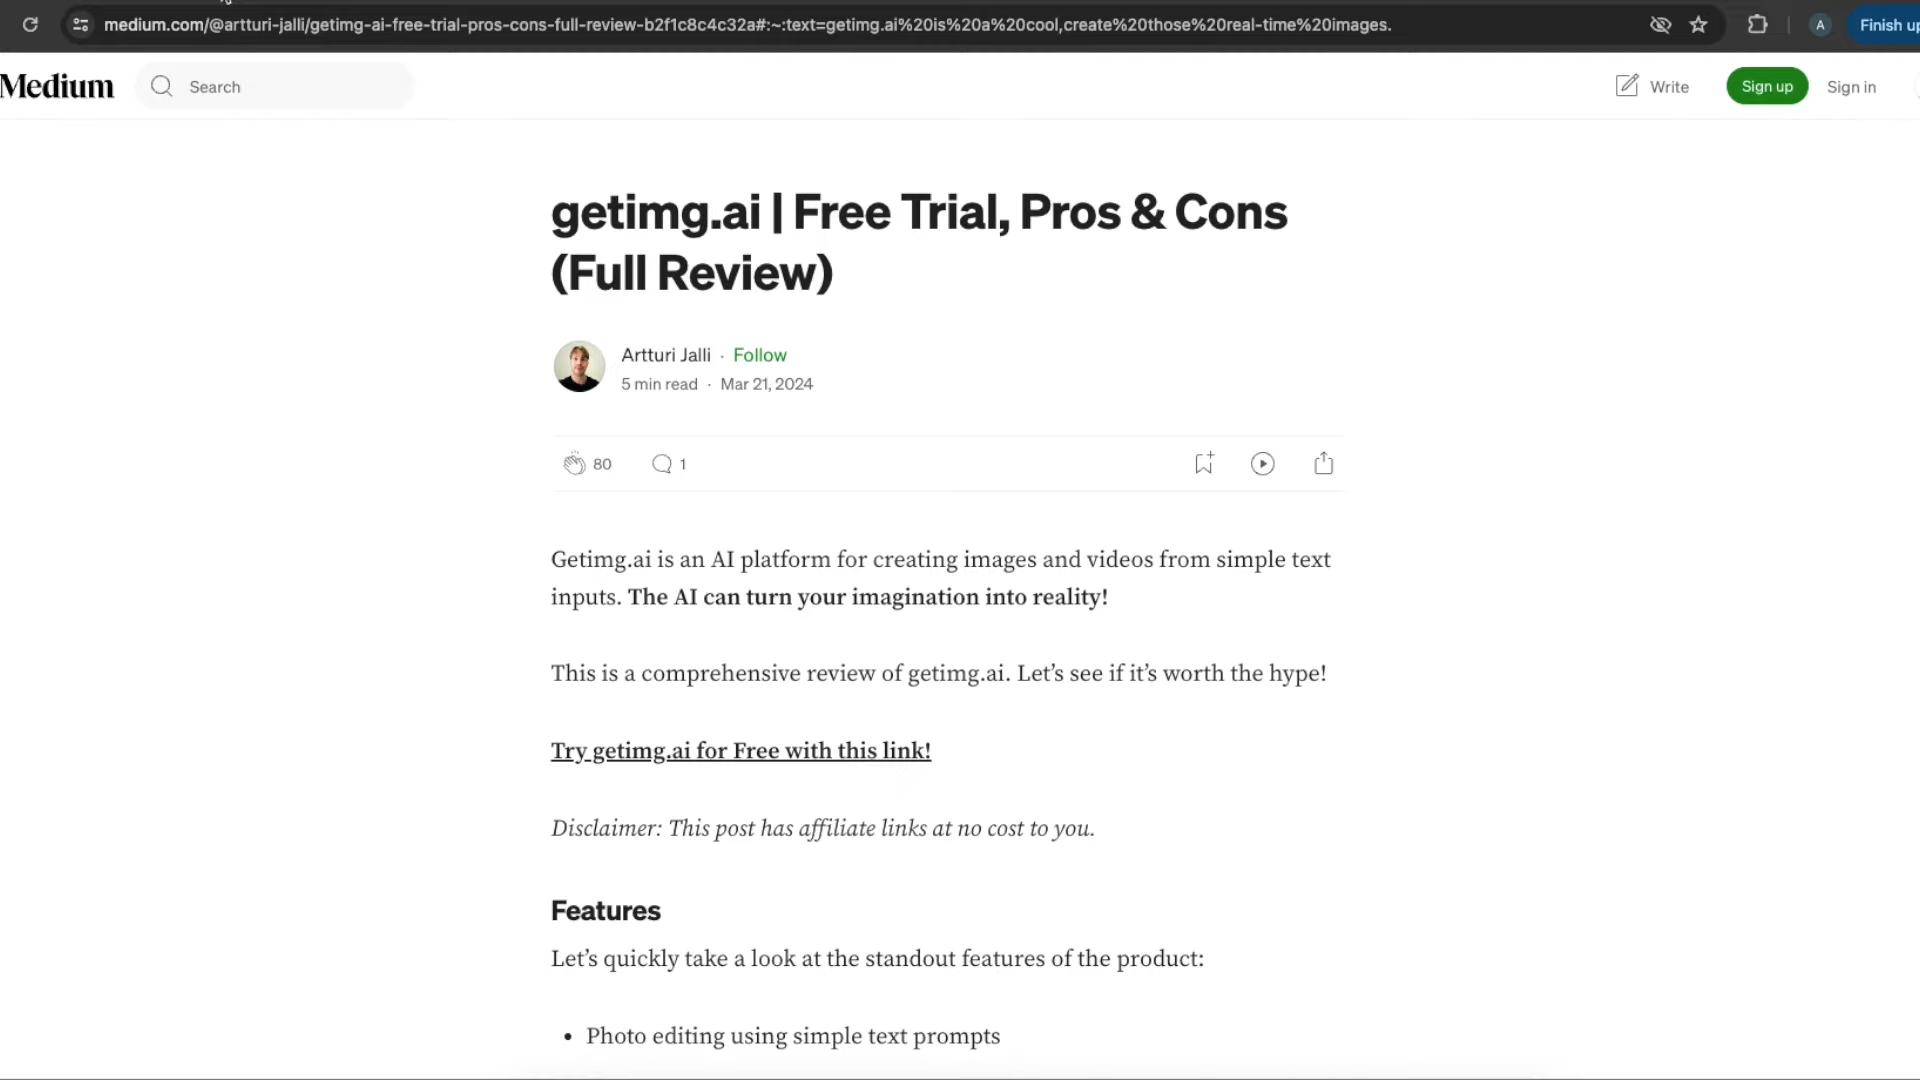 medium.com/@artturi-jalli/getimg-ai-free-trial-pros-cons-full-review-b2f1c8c4c32a#:~:text=getimg.ai%20is%20a%20cool,create%20those%20real-time%20images.
A
Finish up
Medium
Search
Write
Sign up
Sign in
getimg.ai | Free Trial, Pros & Cons
(Full Review)
Artturi Jalli · Follow
5 min read · Mar 21, 2024
80
1
Getimg.ai is an AI platform for creating images and videos from simple text
inputs. The AI can turn your imagination into reality!
This is a comprehensive review of getimg.ai. Let’s see if it’s worth the hype!
Try getimg.ai for Free with this link!
Disclaimer: This post has affiliate links at no cost to you.
Features
Let’s quickly take a look at the standout features of the product:
• Photo editing using simple text prompts